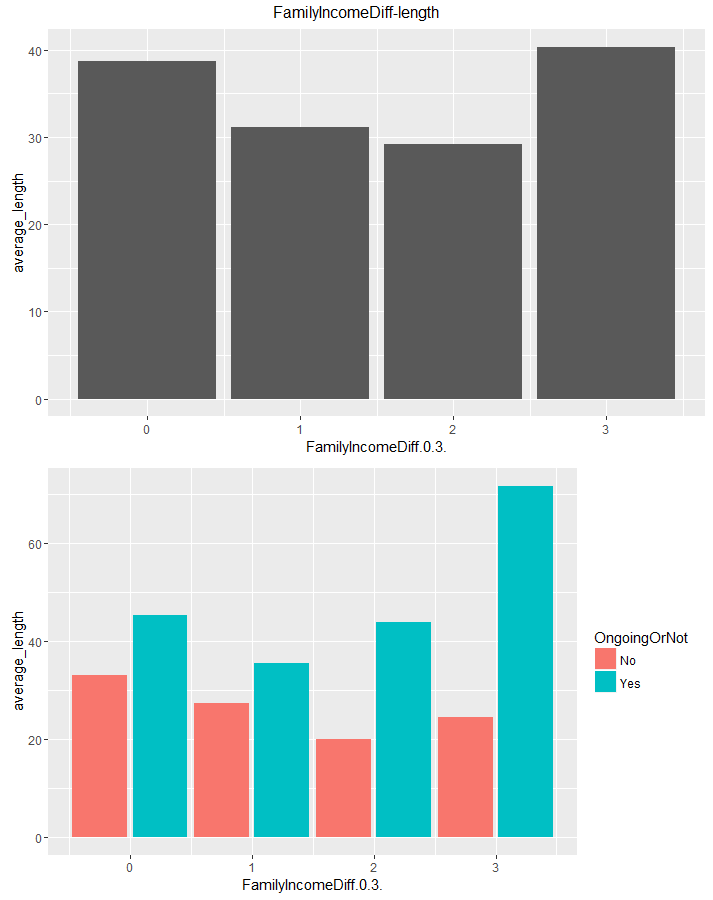 FamilyIncomeDiff-length
40
30
20
10
0
average_length
0 1 2 3
FamilyIncomeDiff.0.3.
60
40
20
0
average_length
OngoingOrNot
No
Yes
0 1 2 3
FamilyIncomeDiff.0.3.